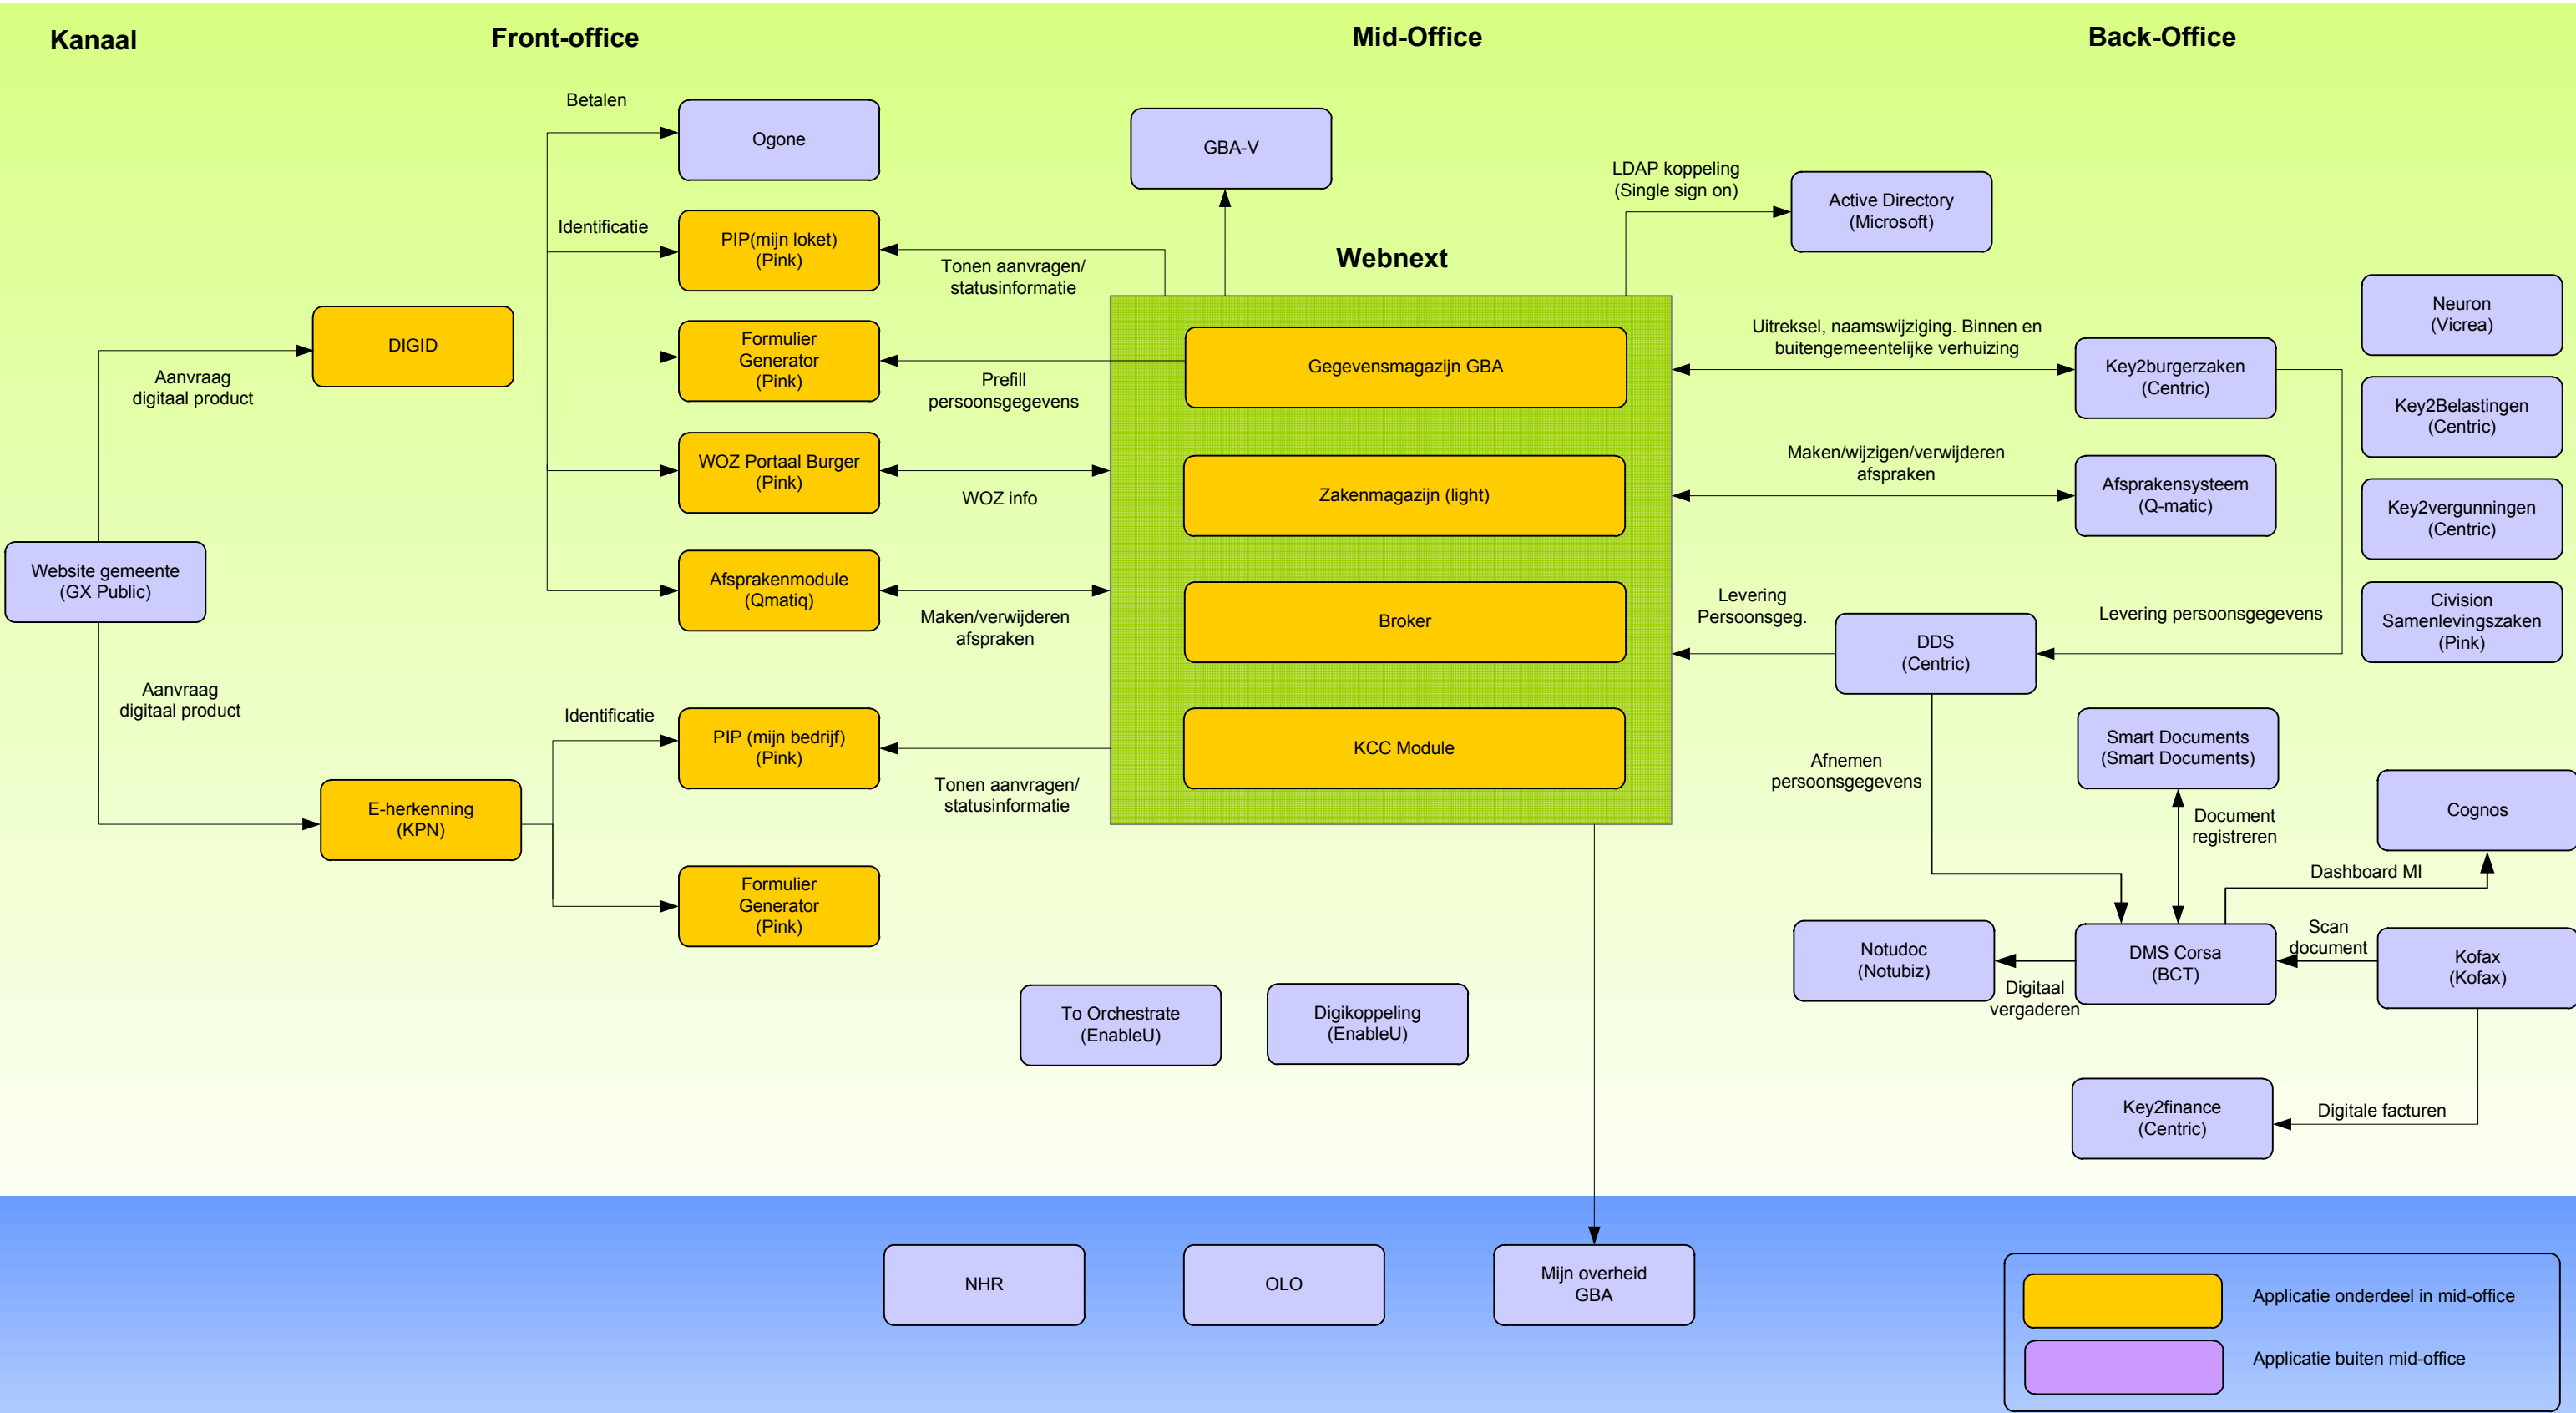 Kanaal
Front-office
Mid-Office
Back-Office
Betalen
Ogone
GBA-V
LDAP koppeling
(Single sign on)
Active Directory
(Microsoft)
Identificatie
PIP(mijn loket)
(Pink)
Tonen aanvragen/
statusinformatie
Webnext
DIGID
Aanvraag
digitaal product
Formulier
Generator
(Pink)
Prefill
persoonsgegevens
Gegevensmagazijn GBA
Uitreksel, naamswijziging. Binnen en
buitengemeentelijke verhuizing
Key2burgerzaken
(Centric)
Neuron
(Vicrea)
Key2Belastingen
(Centric)
WOZ Portaal Burger
(Pink)
WOZ info
Zakenmagazijn (light)
Maken/wijzigen/verwijderen
afspraken
Afsprakensysteem
(Q-matic)
Key2vergunningen
(Centric)
Website gemeente
(GX Public)
Afsprakenmodule
(Qmatiq)
Maken/verwijderen
afspraken
Broker
Levering
Persoonsgeg.
DDS
(Centric)
Levering persoonsgegevens
Civision
Samenlevingszaken
(Pink)
Aanvraag
digitaal product
Identificatie
PIP (mijn bedrijf)
(Pink)
Tonen aanvragen/
statusinformatie
KCC Module
Afnemen
persoonsgegevens
Smart Documents
(Smart Documents)
Document
registreren
Cognos
Dashboard MI
E-herkenning
(KPN)
Formulier
Generator
(Pink)
Notudoc
(Notubiz)
Digitaal
vergaderen
DMS Corsa
(BCT)
Scan
document
Kofax
(Kofax)
To Orchestrate
(EnableU)
Digikoppeling
(EnableU)
Key2finance
(Centric)
Digitale facturen
NHR
OLO
Mijn overheid
GBA
Applicatie onderdeel in mid-office
Applicatie buiten mid-office